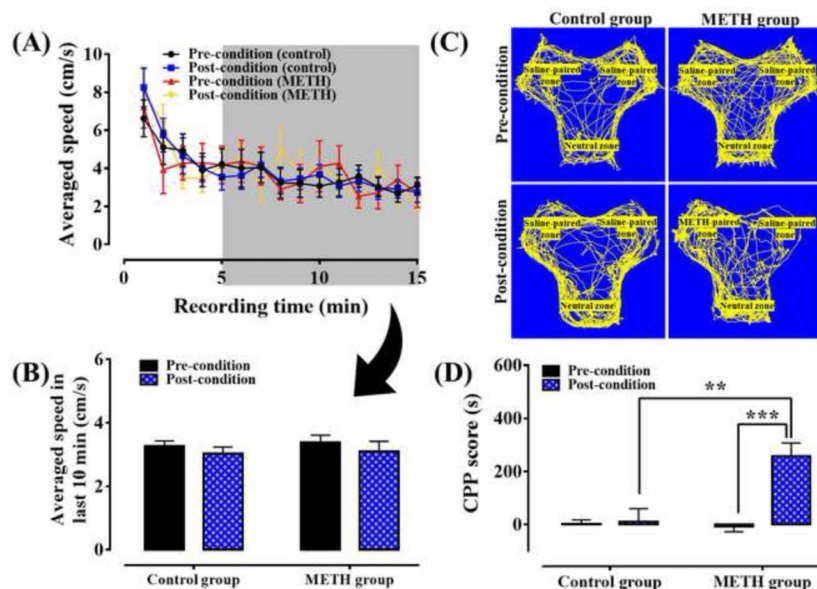 (A)
10
8
6
4
2
0
Averaged speed (cm/s)
Pre-condition (control)
Post-condition (control)
Pre-condition (METH)
Post-condition (METH)
0 5 10 15
Recording time (min)
(B)
Averaged speed in
last 10 min (cm/s)
6
4
2
0
Pre-condition
Post-condition
Control group METH group
(C)
Control group METH group
Pre-condition
Saline-paired
zone
Saline-paired
zone
Neutral zone
Saline-paired
zone
Saline-paired
zone
Neutral zone
Post-condition
Saline-paired
zone
Saline-paired
zone
Neutral zone
METH-paired
zone
Saline-paired
zone
Neutral zone
(D)
CPP score (s)
600
400
200
0
Pre-condition
Post-condition
**
***
Control group METH group